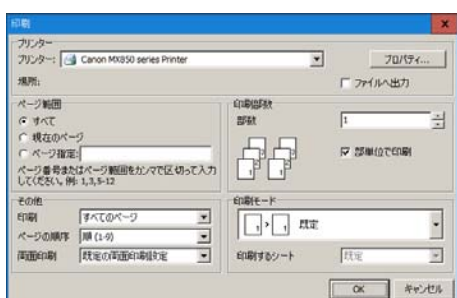 印刷
プリンター
プリンター: Canon MX850 series Printer
プロパティ...
場所:
ファイルへ出力
ページ範囲
すべて
現在のページ
ページ指定:
ページ番号またはページ範囲をカンマで区切って入力
してください。例: 1,3,5-12
印刷部数
部数 1
部単位で印刷
その他
印刷 すべてのページ
ページの順序 順 (1-9)
両面印刷 既定の両面印刷設定
印刷モード
既定
印刷するシート 既定
OK キャンセル